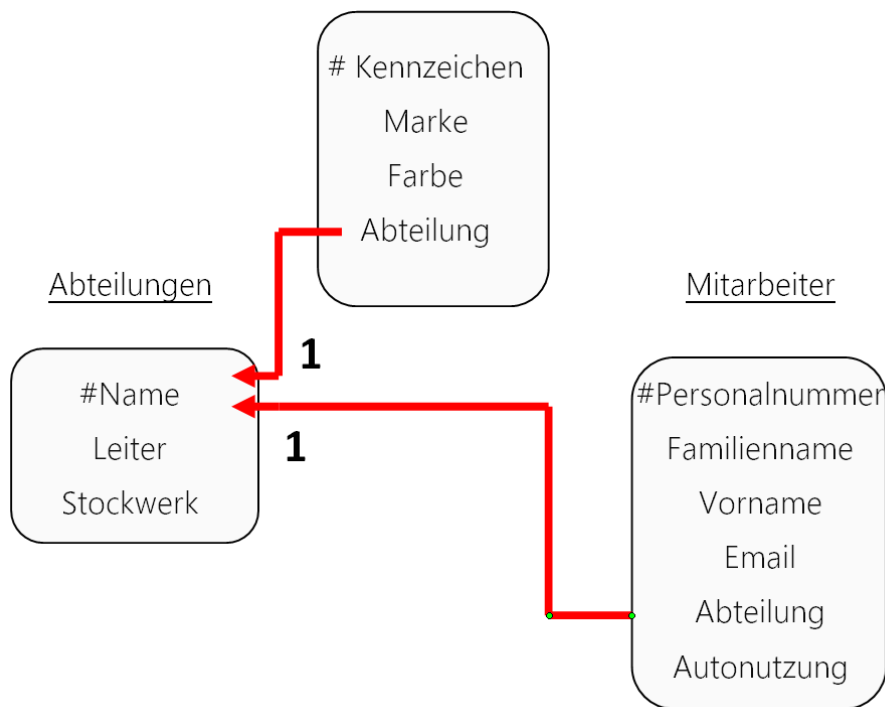 # Kennzeichen
Marke
Farbe
Abteilung
Abteilungen
#Name
Leiter
Stockwerk
1
1
Mitarbeiter
#Personalnummer
Familienname
Vorname
Email
Abteilung
Autonutzung